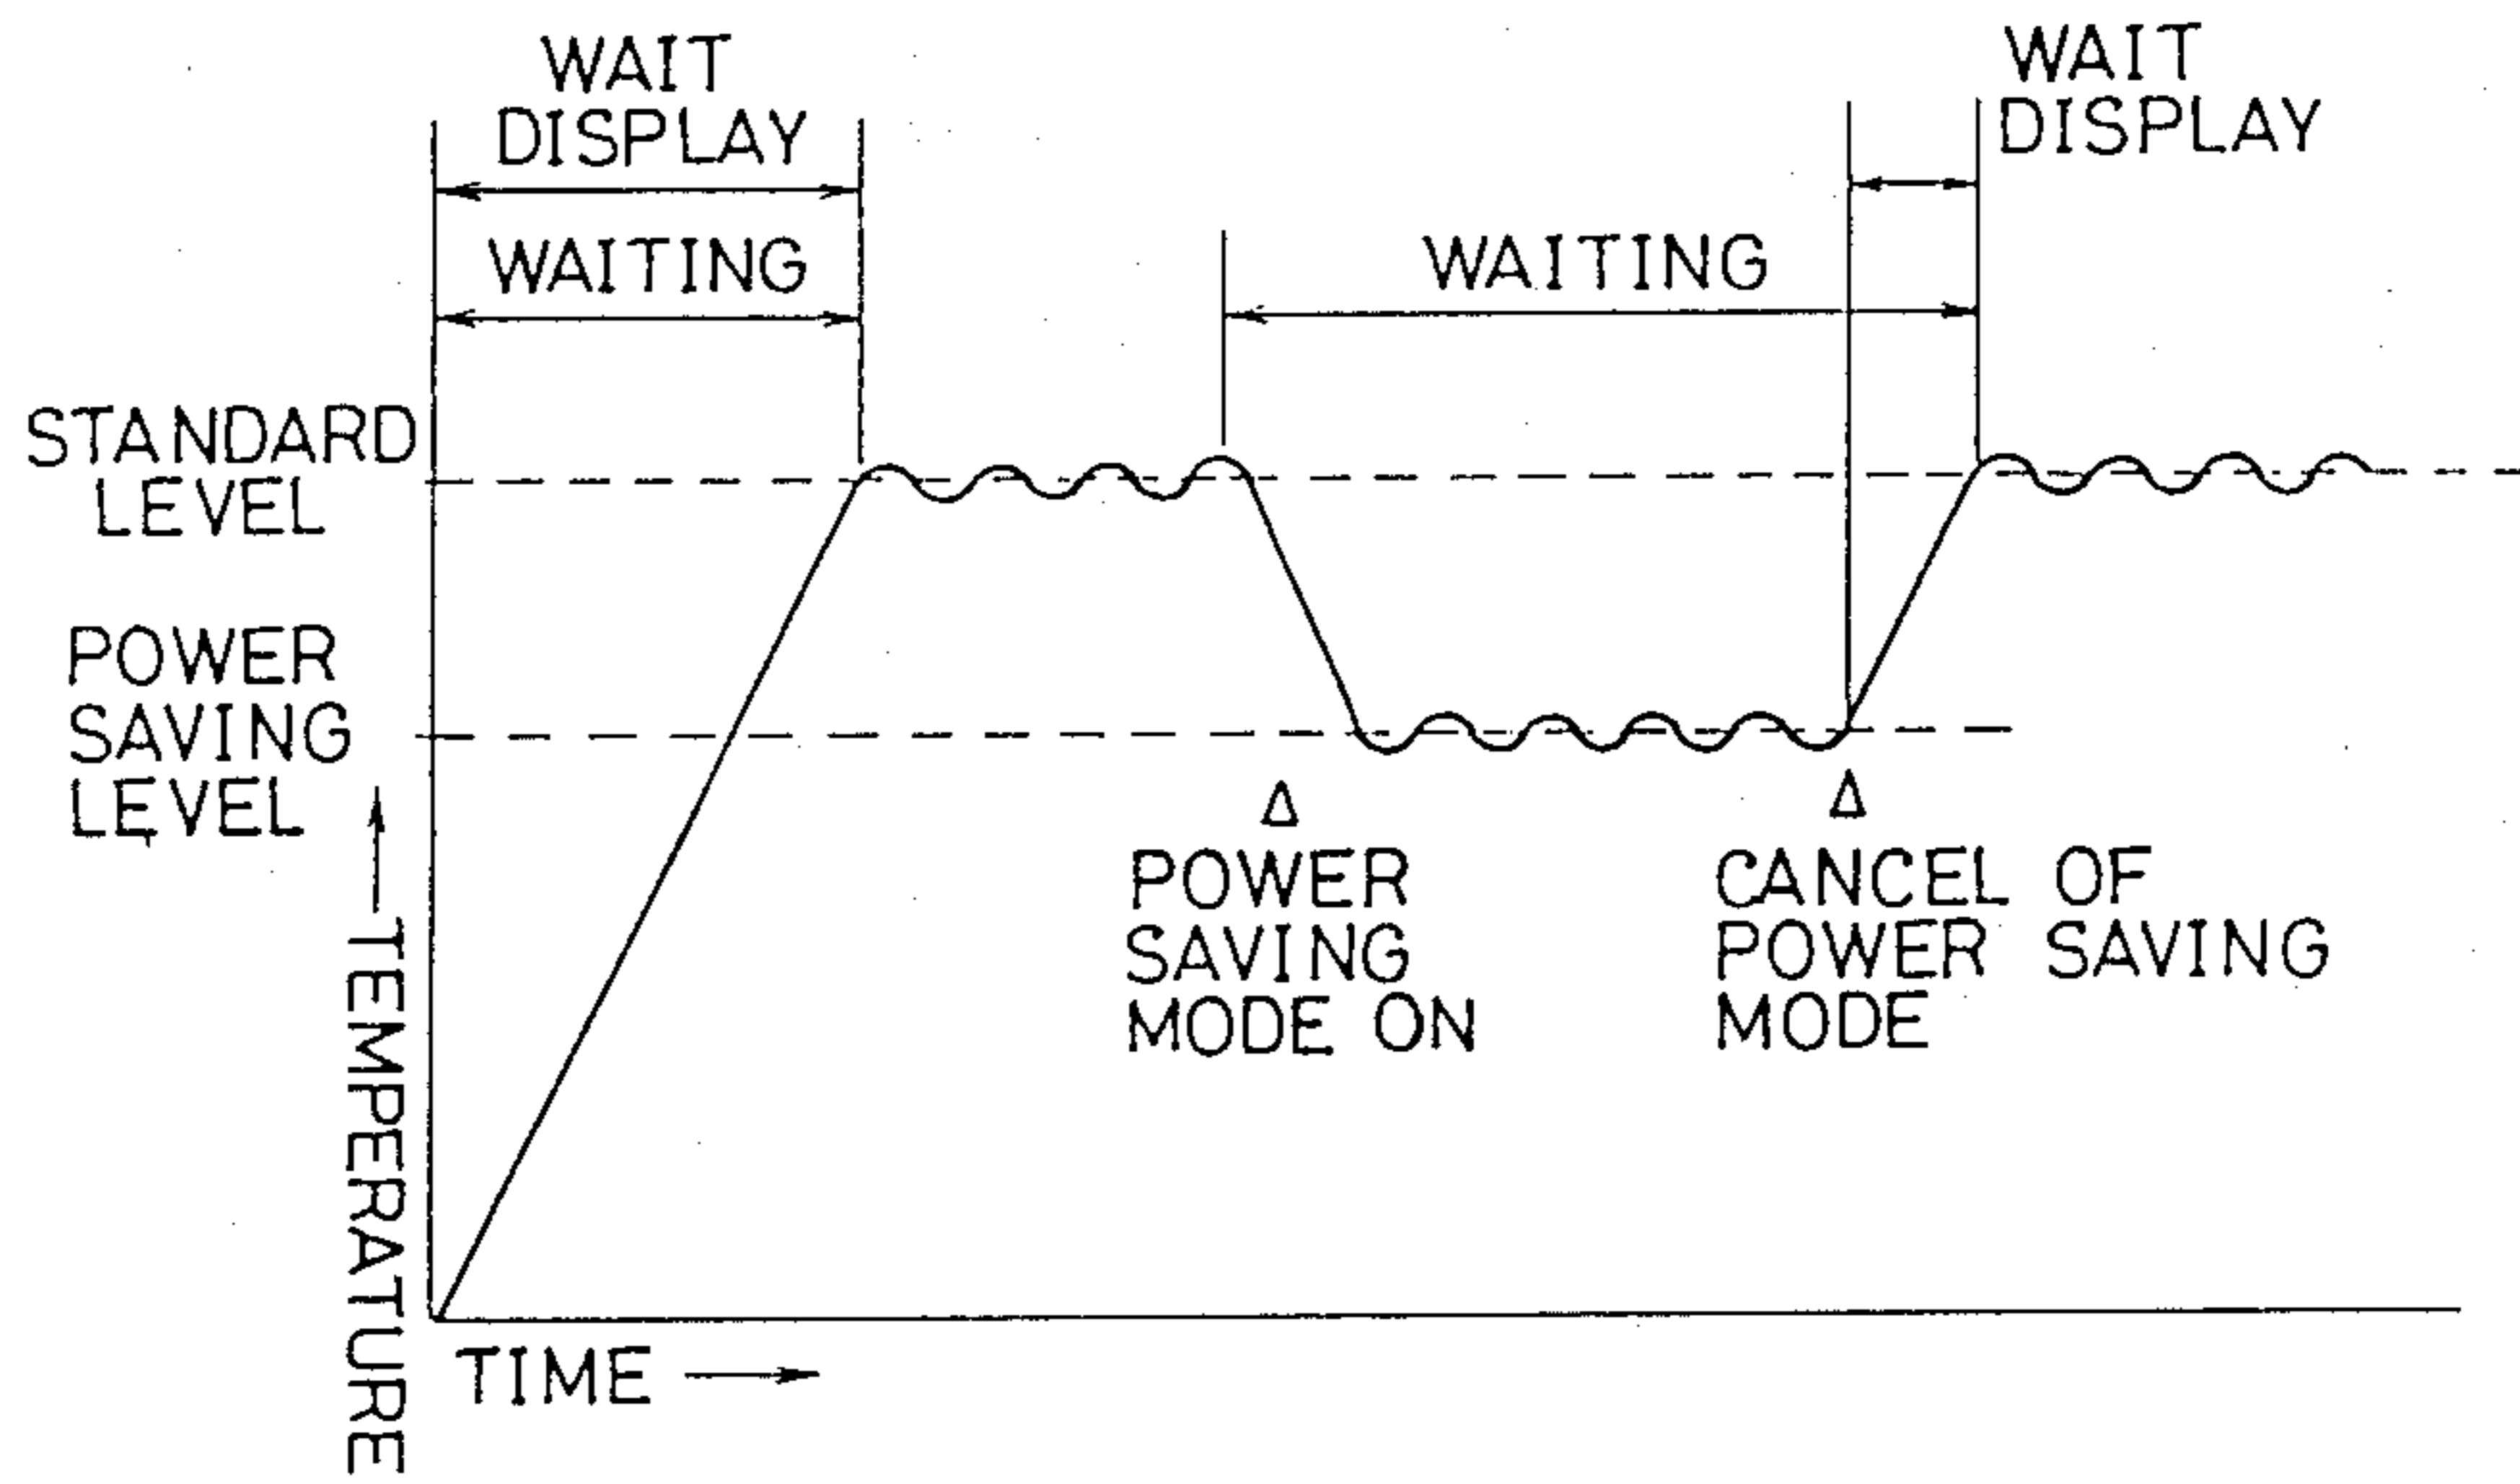 WAIT
DISPLAY
WAITING
WAIT
DISPLAY
WAITING
STANDARD
LEVEL
POWER
SAVING
LEVEL
TEMPERATURE
POWER
SAVING
MODE ON
CANCEL OF
POWER SAVING
MODE
TIME